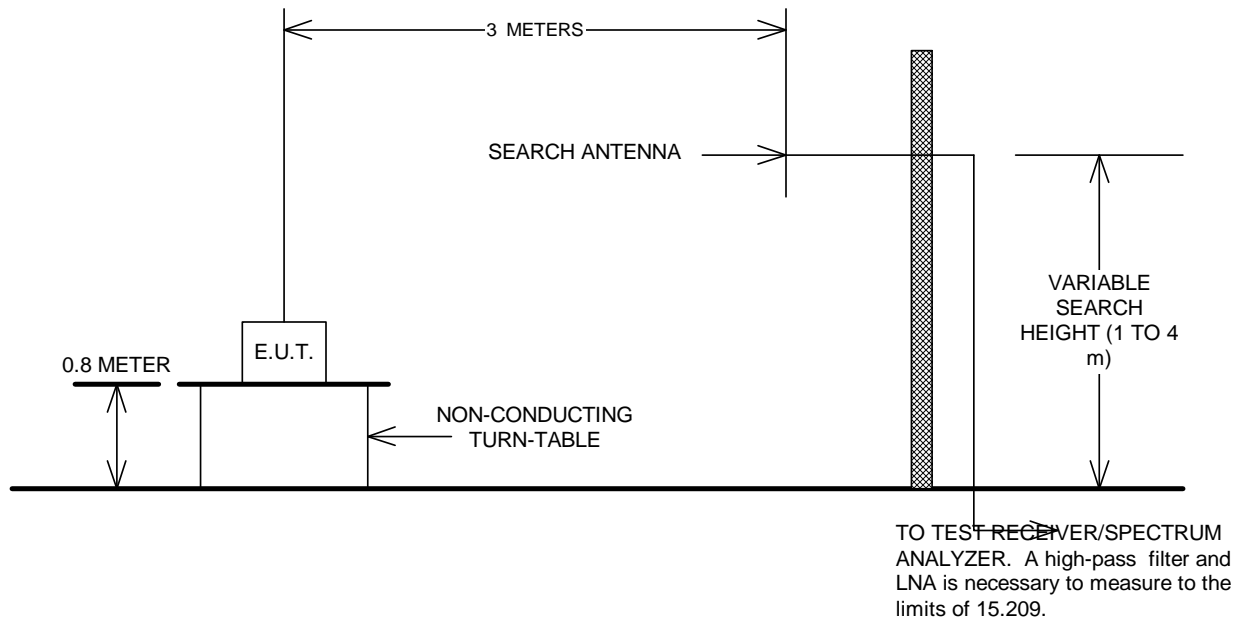 3 METERS
SEARCH ANTENNA
VARIABLE
SEARCH
HEIGHT (1 TO 4
m)
E.U.T.
0.8 METER
NON-CONDUCTING
TURN-TABLE
TO TEST RECEIVER/SPECTRUM
ANALYZER. A high-pass filter and
LNA is necessary to measure to the
limits of 15.209.